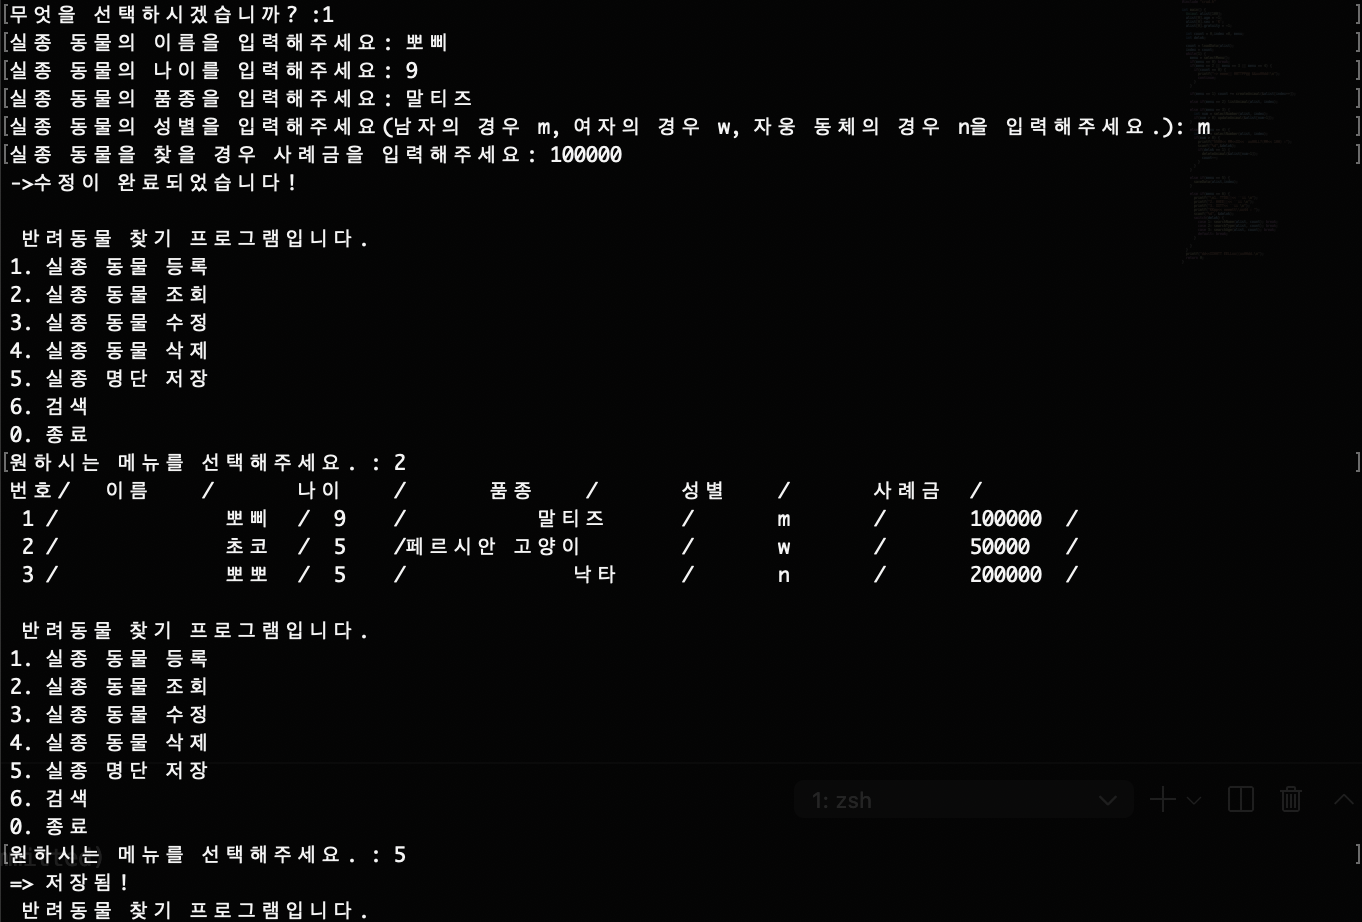 [무엇을 선택하시겠습니까? :1 ]
[실종 동물의 이름을 입력해주세요: 뽀삐 ]
[실종 동물의 나이를 입력해주세요: 9 ]
[실종 동물의 품종을 입력해주세요: 말티즈 ]
[실종 동물의 성별을 입력해주세요(남자의 경우 m, 여자의 경우 w, 자웅 동체의 경우 n을 입력해주세요.): m ]
[실종 동물을 찾을 경우 사례금을 입력해주세요: 100000 ]
->수정이 완료되었습니다!
반려동물 찾기 프로그램입니다.
1. 실종 동물 등록
2. 실종 동물 조회
3. 실종 동물 수정
4. 실종 동물 삭제
5. 실종 명단 저장
6. 검색
0. 종료
[원하시는 메뉴를 선택해주세요. : 2 ]
번호/ 이름 / 나이 / 품종 / 성별 / 사례금 /
1 / 뽀삐 / 9 / 말티즈 / m / 100000 /
2 / 초코 / 5 /페르시안 고양이 / w / 50000 /
3 / 뽀뽀 / 5 / 낙타 / n / 200000 /
반려동물 찾기 프로그램입니다.
1. 실종 동물 등록
2. 실종 동물 조회
3. 실종 동물 수정
4. 실종 동물 삭제
5. 실종 명단 저장
6. 검색
0. 종료
1: zsh
[원하시는 메뉴를 선택해주세요. : 5 ]
=> 저장됨!
반려동물 찾기 프로그램입니다.